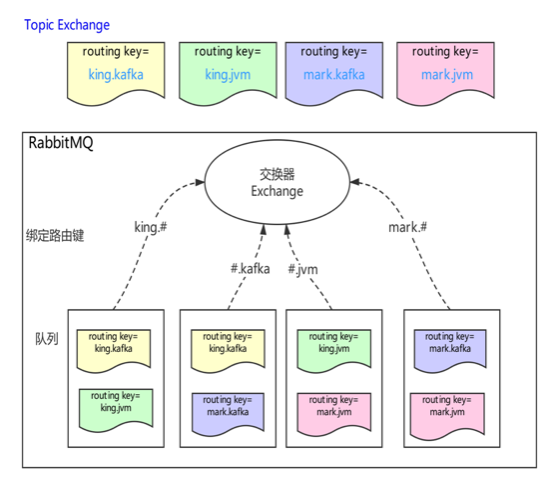 Topic Exchange
routing key=
king.kafka
routing key=
king.jvm
routing key=
mark.kafka
routing key=
mark.jvm
RabbitMQ
交换器
Exchange
绑定路由键
king.#
#.kafka
#.jvm
mark.#
队列
routing key=
king.kafka
routing key=
king.jvm
routing key=
king.kafka
routing key=
mark.kafka
routing key=
king.jvm
routing key=
mark.jvm
routing key=
mark.kafka
routing key=
mark.jvm